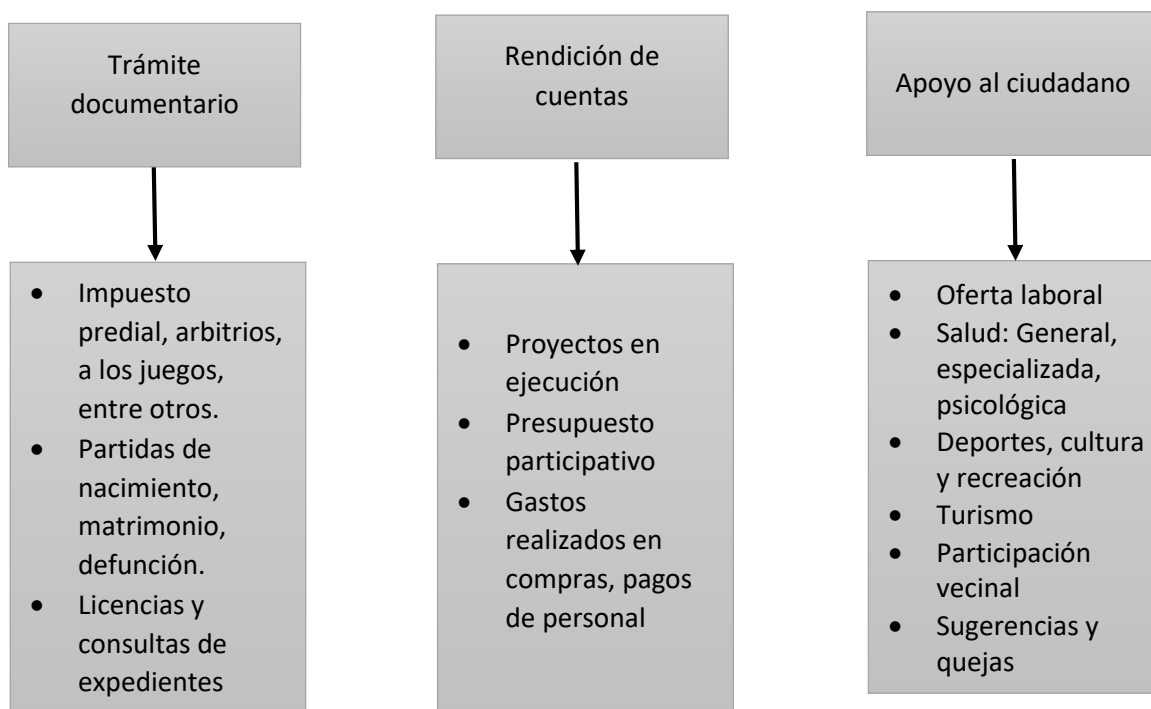 Trámite
documentario
Rendición de
cuentas
Apoyo al ciudadano
• Impuesto
predial, arbitrios,
a los juegos,
entre otros.
• Partidas de
nacimiento,
matrimonio,
defunción.
• Licencias y
consultas de
expedientes
• Proyectos en
ejecución
• Presupuesto
participativo
• Gastos
realizados en
compras, pagos
de personal
• Oferta laboral
• Salud: General,
especializada,
psicológica
• Deportes, cultura
y recreación
• Turismo
• Participación
vecinal
• Sugerencias y
quejas